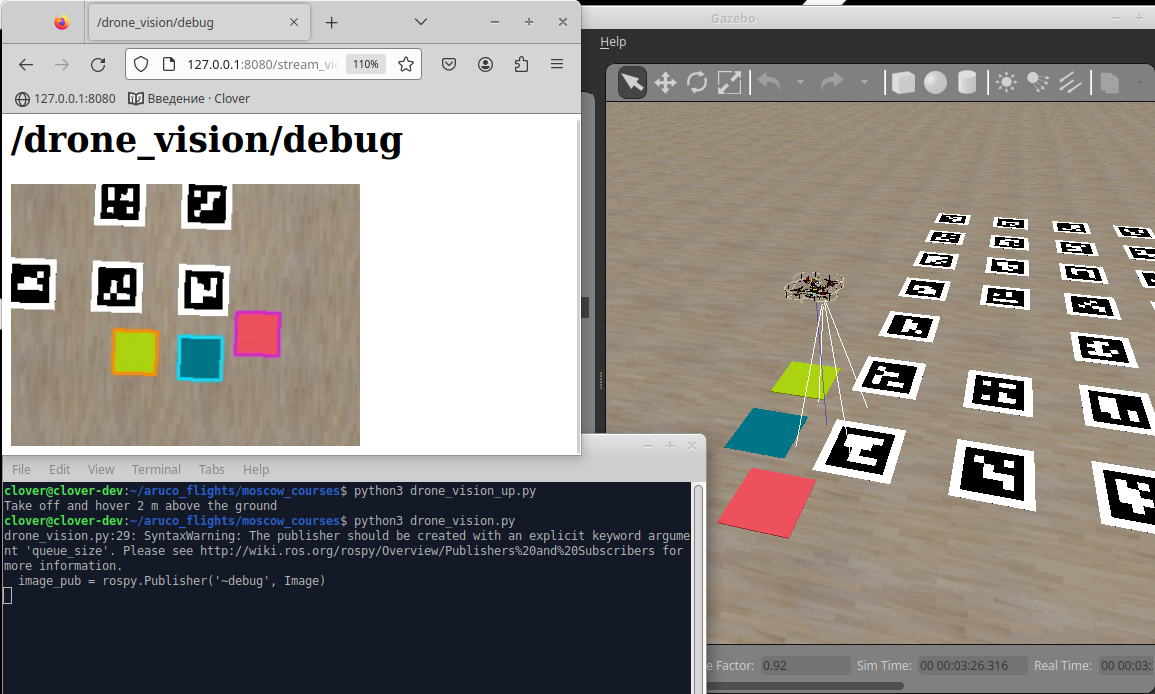 /drone_vision/debug
Gazebo
Help
127.0.0.1:8080/stream_vie
110%
127.0.0.1:8080
Введение · Clover
/drone_vision/debug
File Edit View Terminal Tabs Help
clover@clover-dev:~/aruco_flights/moscow_courses$ python3 drone_vision_up.py
Take off and hover 2 m above the ground
clover@clover-dev:~/aruco_flights/moscow_courses$ python3 drone_vision.py
drone_vision.py:29: SyntaxWarning: The publisher should be created with an explicit keyword argume
nt 'queue_size'. Please see http://wiki.ros.org/rospy/Overview/Publishers%20and%20Subscribers for
more information.
image_pub = rospy.Publisher('~debug', Image)
e Factor: 0.92 Sim Time: 00 00:03:26.316 Real Time: 00 00:03: